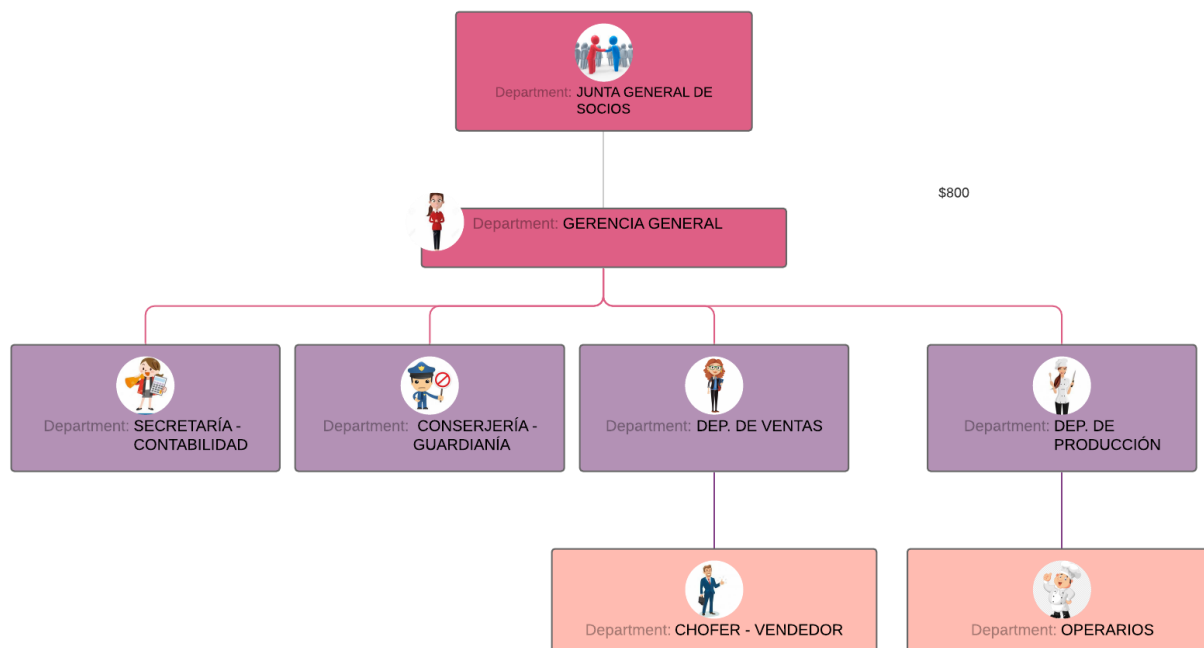 Department: JUNTA GENERAL DE
SOCIOS
$800
Department: GERENCIA GENERAL
Department: SECRETARÍA -
CONTABILIDAD
Department: CONSERJERÍA -
GUARDIANÍA
Department: DEP. DE VENTAS
Department: DEP. DE
PRODUCCIÓN
Department: CHOFER - VENDEDOR
Department: OPERARIOS